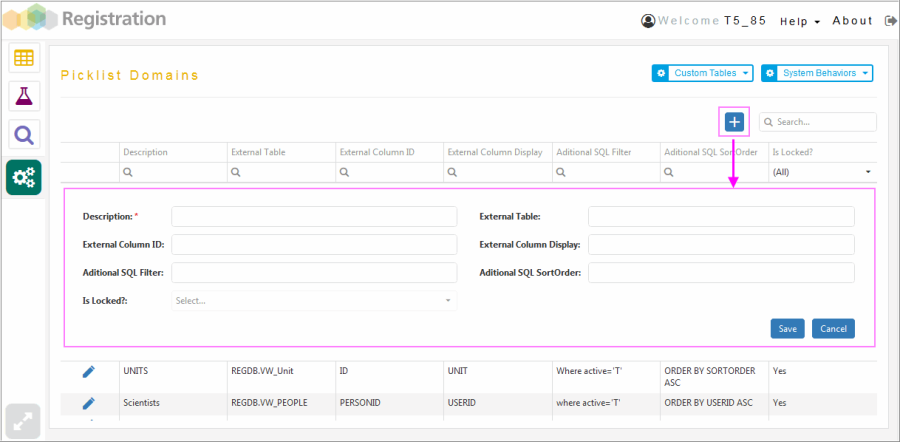 Registration
Welcome T5_85 Help About
Picklist Domains
Custom Tables System Behaviors
Search...
Description External Table External Column ID External Column Display Aditional SQL Filter Aditional SQL SortOrder Is Locked?
(All)
Description: * External Table:
External Column ID: External Column Display:
Aditional SQL Filter: Aditional SQL SortOrder:
Is Locked?: Select...
Save Cancel
UNITS REGDB.VW_Unit ID UNIT Where active='T' ORDER BY SORTORDER ASC Yes
Scientists REGDB.VW_PEOPLE PERSONID USERID where active='T' ORDER BY USERID ASC Yes